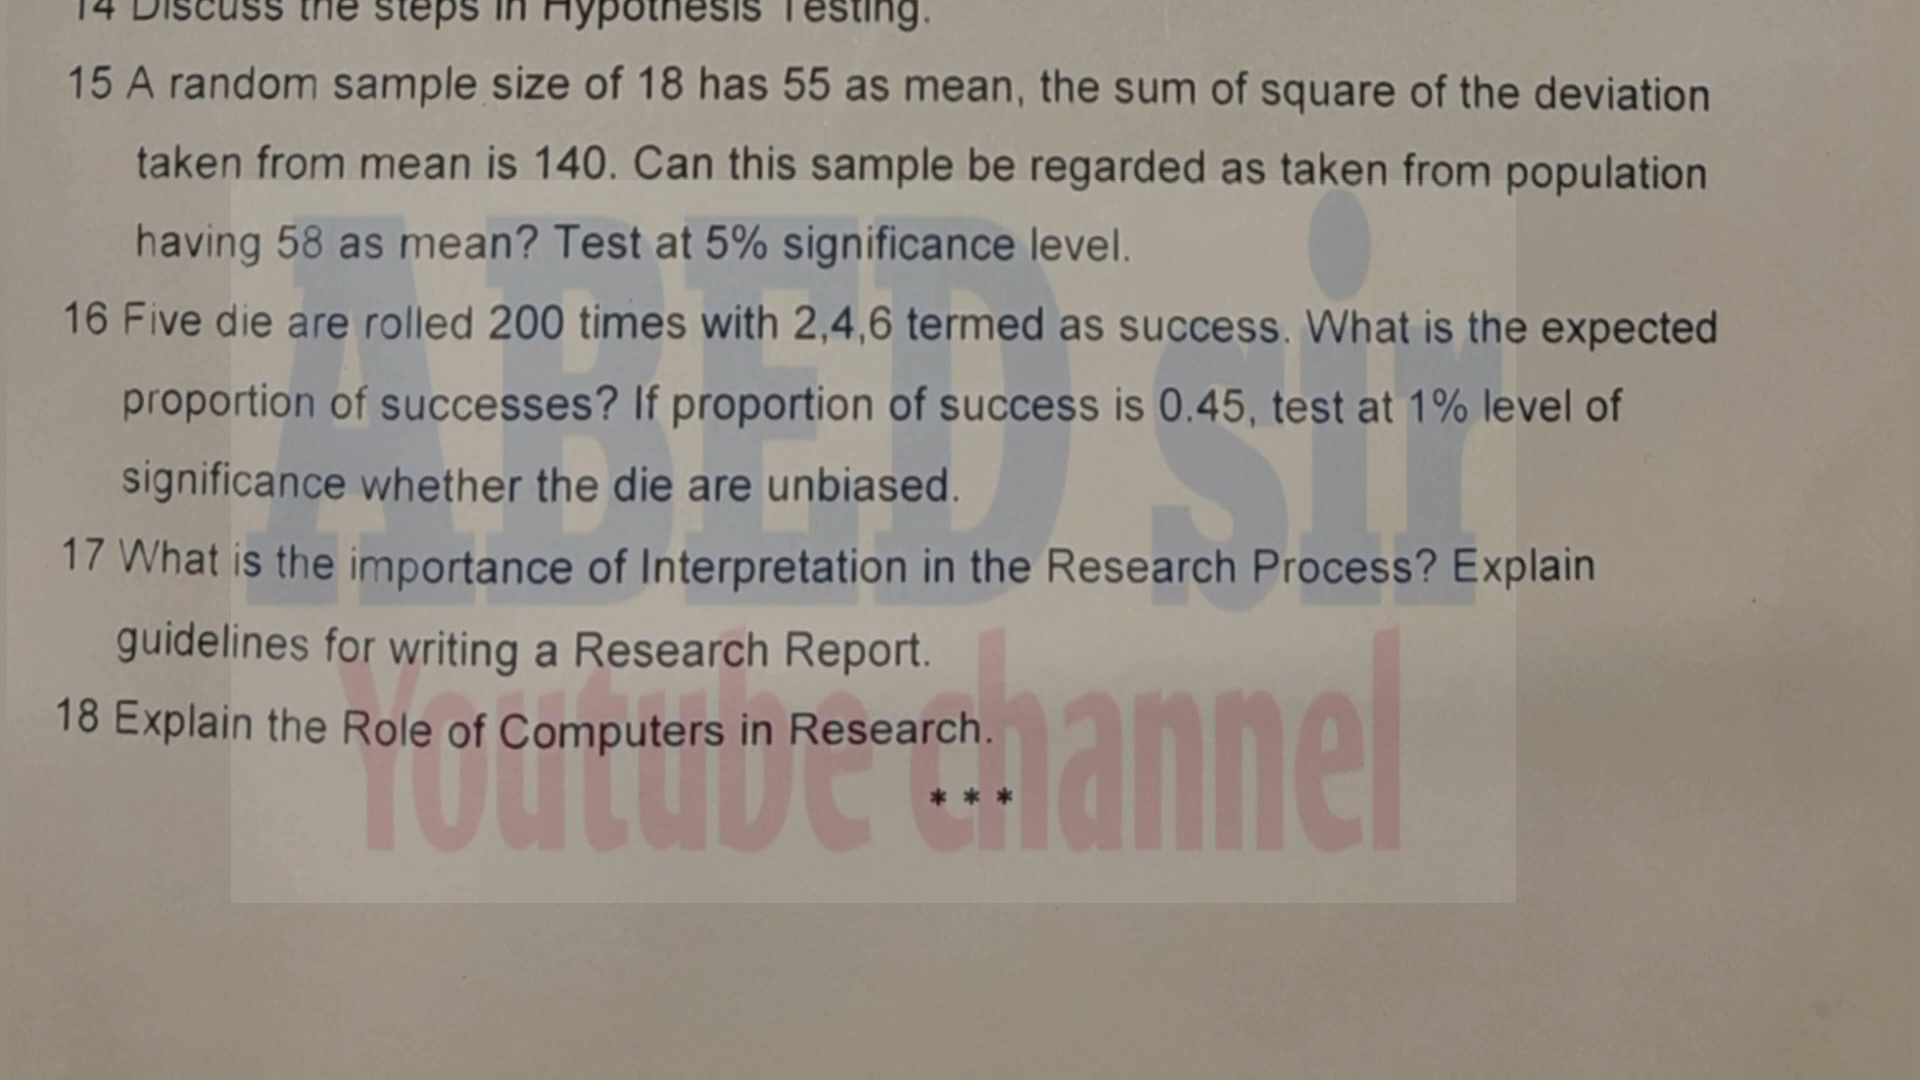 14 Discuss the steps in Hypothesis Testing.
15 A random sample size of 18 has 55 as mean, the sum of square of the deviation
taken from mean is 140. Can this sample be regarded as taken from population
having 58 as mean? Test at 5% significance level.
16 Five die are rolled 200 times with 2,4,6 termed as success. What is the expected
proportion of successes? If proportion of success is 0.45, test at 1% level of
significance whether the die are unbiased.
17 What is the importance of Interpretation in the Research Process? Explain
guidelines for writing a Research Report.
18 Explain the Role of Computers in Research.
* * *
ABED sir
Youtube channel